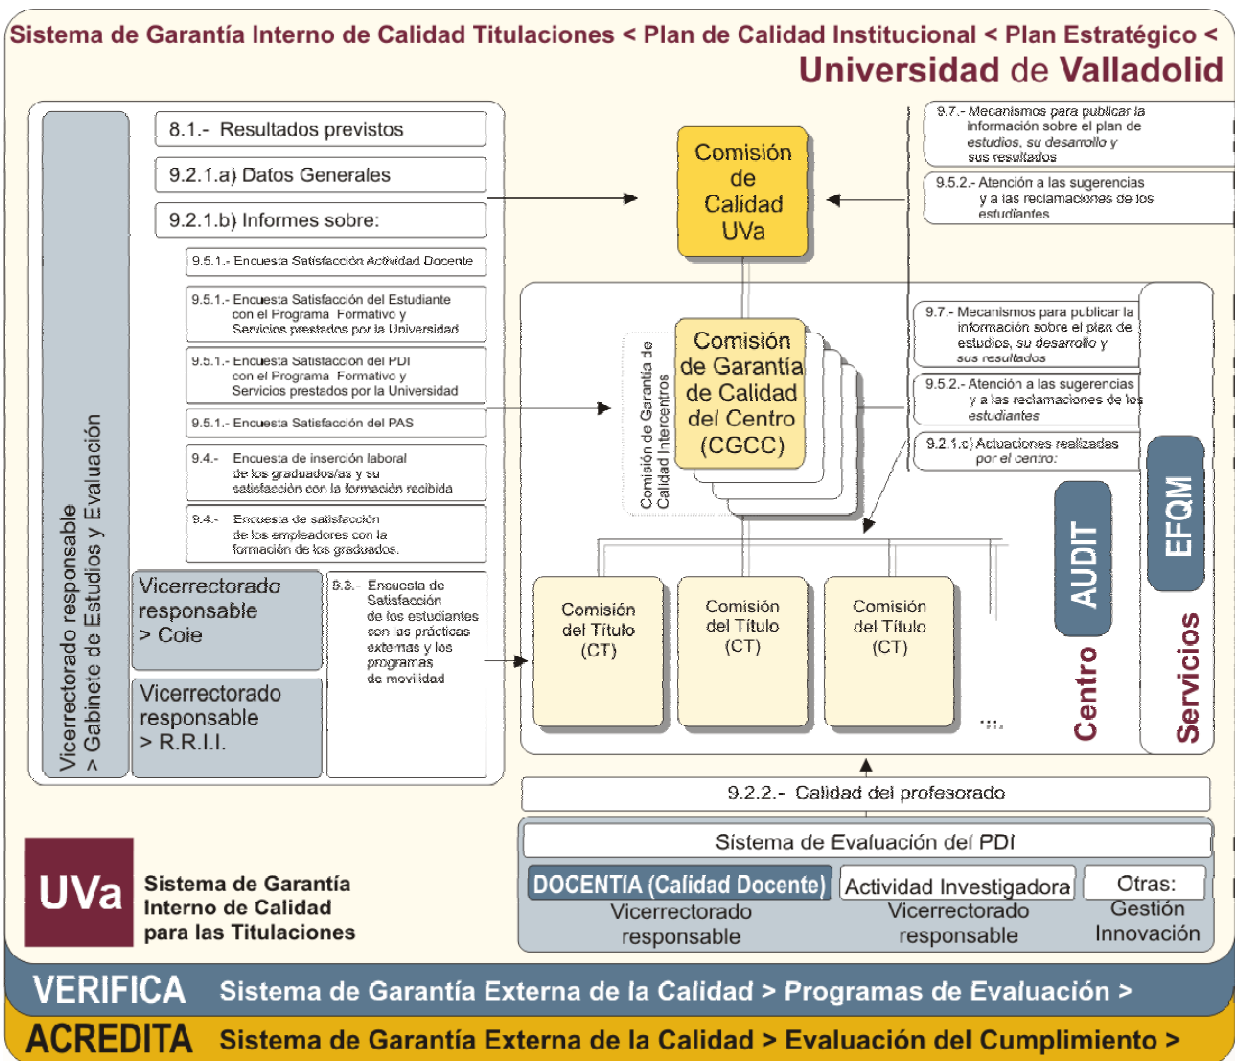 Sistema de Garantía Interno de Calidad Titulaciones < Plan de Calidad Institucional < Plan Estratégico <
Universidad de Valladolid
Vicerrectorado responsable
> Gabinete de Estudios y Evaluación
8.1.- Resultados previstos
9.2.1.a) Datos Generales
9.2.1.b) Informes sobre:
9.5.1.- Encuesta Satisfacción Actividad Docente
9.5.1.- Encuesta Satisfacción del Estudiante
con el Programa Formativo y
Servicios prestados por la Universidad
9.5.1.- Encuesta Satisfacción del PDI
con el Programa Formativo y
Servicios prestados por la Universidad
9.5.1.- Encuesta Satisfacción del PAS
9.4.- Encuesta de inserción laboral
de los graduados/as y su
satisfacción con la formación recibida
9.4.- Encuesta de satisfacción
de los empleadores con la
formación de los graduados.
Vicerrectorado
responsable
> Coie
Vicerrectorado
responsable
> R.R.I.I.
9.3.- Encuesta de
Satisfacción
de los estudiantes
con las prácticas
externas y los
programas
de movilidad
Comisión
de
Calidad
UVa
9.7.- Mecanismos para publicar la
información sobre el plan de
estudios, su desarrollo y
sus resultados
9.5.2.- Atención a las sugerencias
y a las reclamaciones de los
estudiantes
Comisión de Garantía de
Calidad Intercentros
Comisión
de Garantía
de Calidad
del Centro
(CGCC)
9.7.- Mecanismos para publicar la
información sobre el plan de
estudios, su desarrollo y
sus resultados
9.5.2.- Atención a las sugerencias
y a las reclamaciones de los
estudiantes
9.2.1.c) Actuaciones realizadas
por el centro:
Comisión
del Título
(CT)
Comisión
del Título
(CT)
Comisión
del Título
(CT)
....
Centro
AUDIT
Servicios
EFQM
9.2.2.- Calidad del profesorado
Sistema de Evaluación del PDI
DOCENTIA (Calidad Docente)
Vicerrectorado
responsable
Actividad Investigadora
Vicerrectorado
responsable
Otras:
Gestión
Innovación
UVa
Sistema de Garantía
Interno de Calidad
para las Titulaciones
VERIFICA Sistema de Garantía Externa de la Calidad > Programas de Evaluación >
ACREDITA Sistema de Garantía Externa de la Calidad > Evaluación del Cumplimiento >